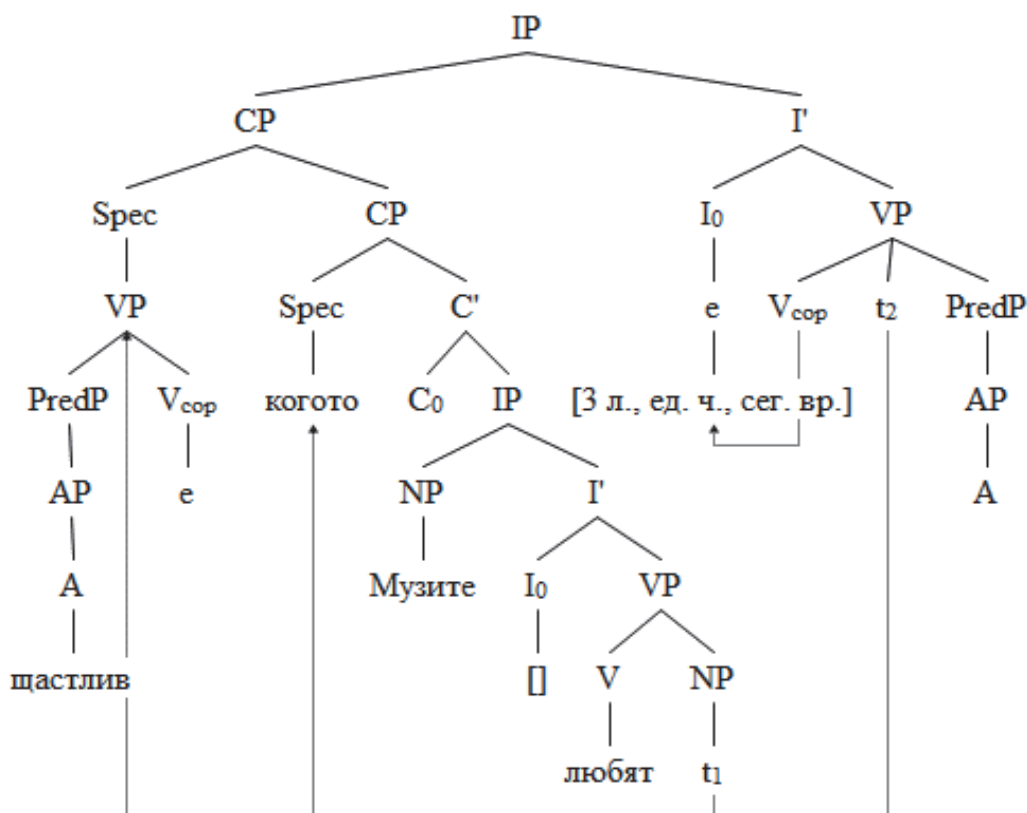 IP
CP I'
Spec CP I₀ VP
VP Spec C' е Vcop t₂ PredP
PredP Vcop когото C₀ IP [3 л., ед. ч., сег. вр.] AP
AP е NP I' A
A Музите I₀ VP
щастлив [] V NP
любят t₁